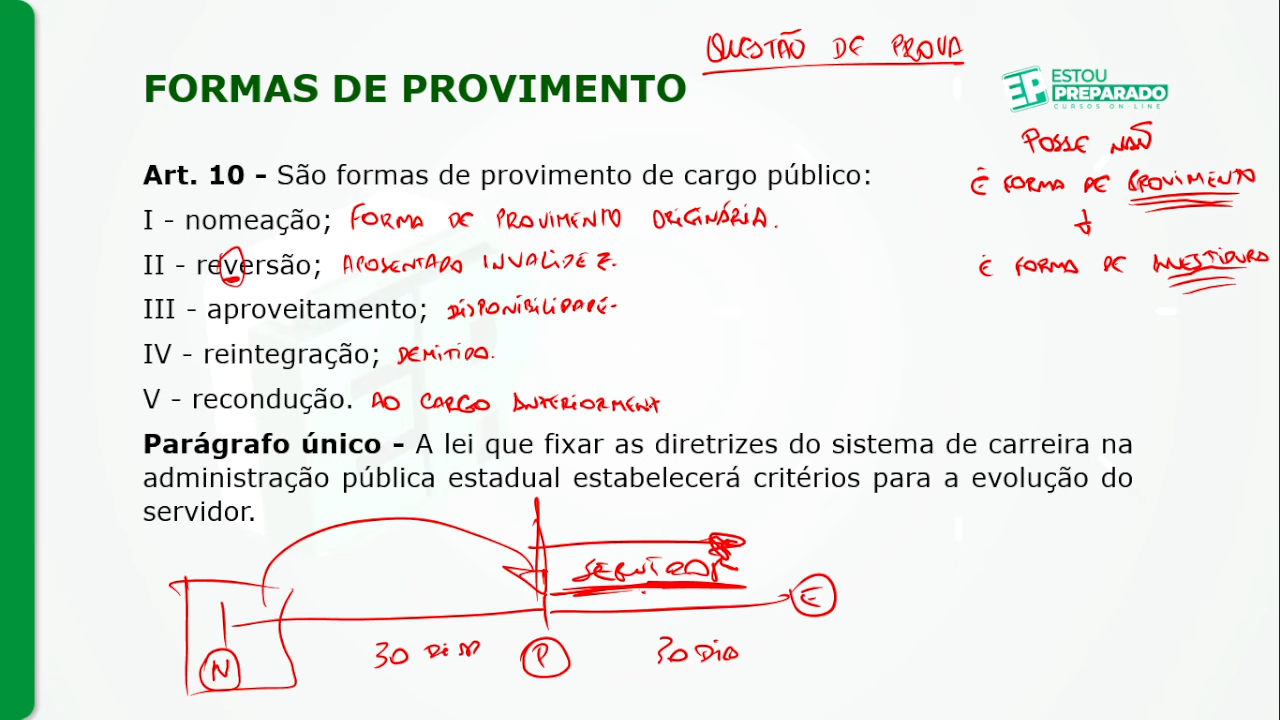 QUESTÃO DE PROVA
FORMAS DE PROVIMENTO
ESTOU
PREPARADO
CURSOS ON-LINE
POSSE NÃO
É FORMA DE PROVIMENTO
É FORMA DE INVESTIDURA
Art. 10 – São formas de provimento de cargo público:
I - nomeação; FORMA DE PROVIMENTO ORIGINÁRIA.
II - reversão; APOSENTADO INVALIDEZ.
III - aproveitamento; DISPONIBILIDADE.
IV - reintegração; DEMITIDO.
V - recondução. AO CARGO ANTERIORMENT
Parágrafo único – A lei que fixar as diretrizes do sistema de carreira na
administração pública estadual estabelecerá critérios para a evolução do
servidor.
SERVIDOR
E
N
30 DIAS
P
30 DIA